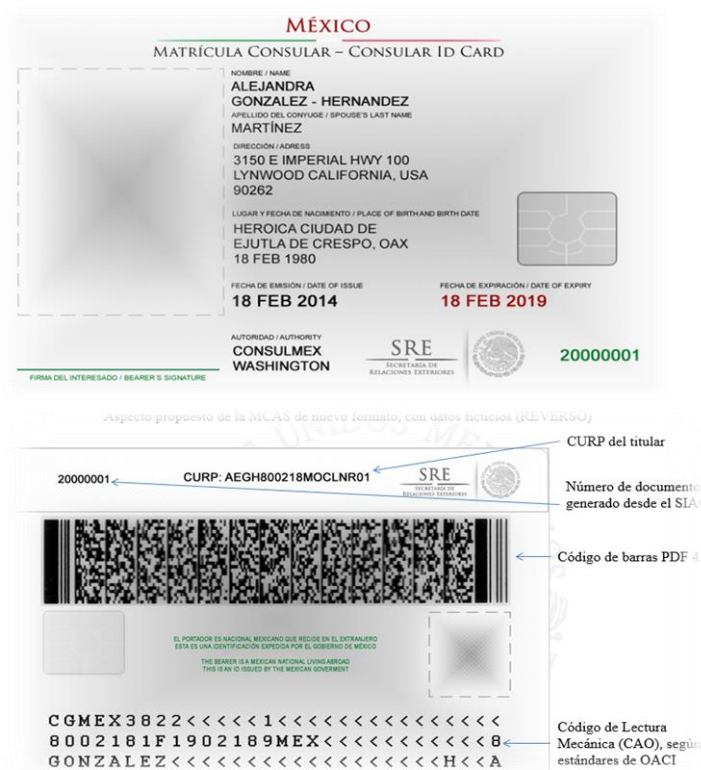 MÉXICO
MATRÍCULA CONSULAR – CONSULAR ID CARD
NOMBRE / NAME
ALEJANDRA
GONZALEZ - HERNANDEZ
APELLIDO DEL CONYUGE / SPOUSE'S LAST NAME
MARTÍNEZ
DIRECCIÓN / ADRESS
3150 E IMPERIAL HWY 100
LYNWOOD CALIFORNIA, USA
90262
LUGAR Y FECHA DE NACIMIENTO / PLACE OF BIRTH AND BIRTH DATE
HEROICA CIUDAD DE
EJUTLA DE CRESPO, OAX
18 FEB 1980
FECHA DE EMISIÓN / DATE OF ISSUE
FECHA DE EXPIRACIÓN / DATE OF EXPIRY
18 FEB 2014
18 FEB 2019
AUTORIDAD / AUTHORITY
CONSULMEX
WASHINGTON
SRE
SECRETARÍA DE
RELACIONES EXTERIORES
20000001
FIRMA DEL INTERESADO / BEARER'S SIGNATURE
Aspecto propuesto de la MCAS de nuevo formato, con datos ficticios (REVERSO)
UNIDOS
CURP del titular
20000001
CURP: AEGH800218MOCLNR01
SRE
SECRETARÍA DE
RELACIONES EXTERIORES
Número de documento
generado desde el
Código de barras PDF 4
EL PORTADOR ES NACIONAL MEXICANO QUE RECIDE EN EL EXTRANJERO
ESTA ES UNA IDENTIFICACIÓN EXPEDIDA POR EL GOBIERNO DE MÉXICO
THE BEARER IS A MEXICAN NATIONAL LIVING ABROAD
THIS IS AN ID ISSUED BY THE MEXICAN GOVERMENT
CGMEX3822<<<<<1<<<<<<<<<<<<<<<
8002181F1902189MEX<<<<<<<<<<<8
GONZALEZ<<<<<<<<<<<<<<<<<<H<<A
Código de Lectura
Mecánica (CAO), según
estándares de OACI